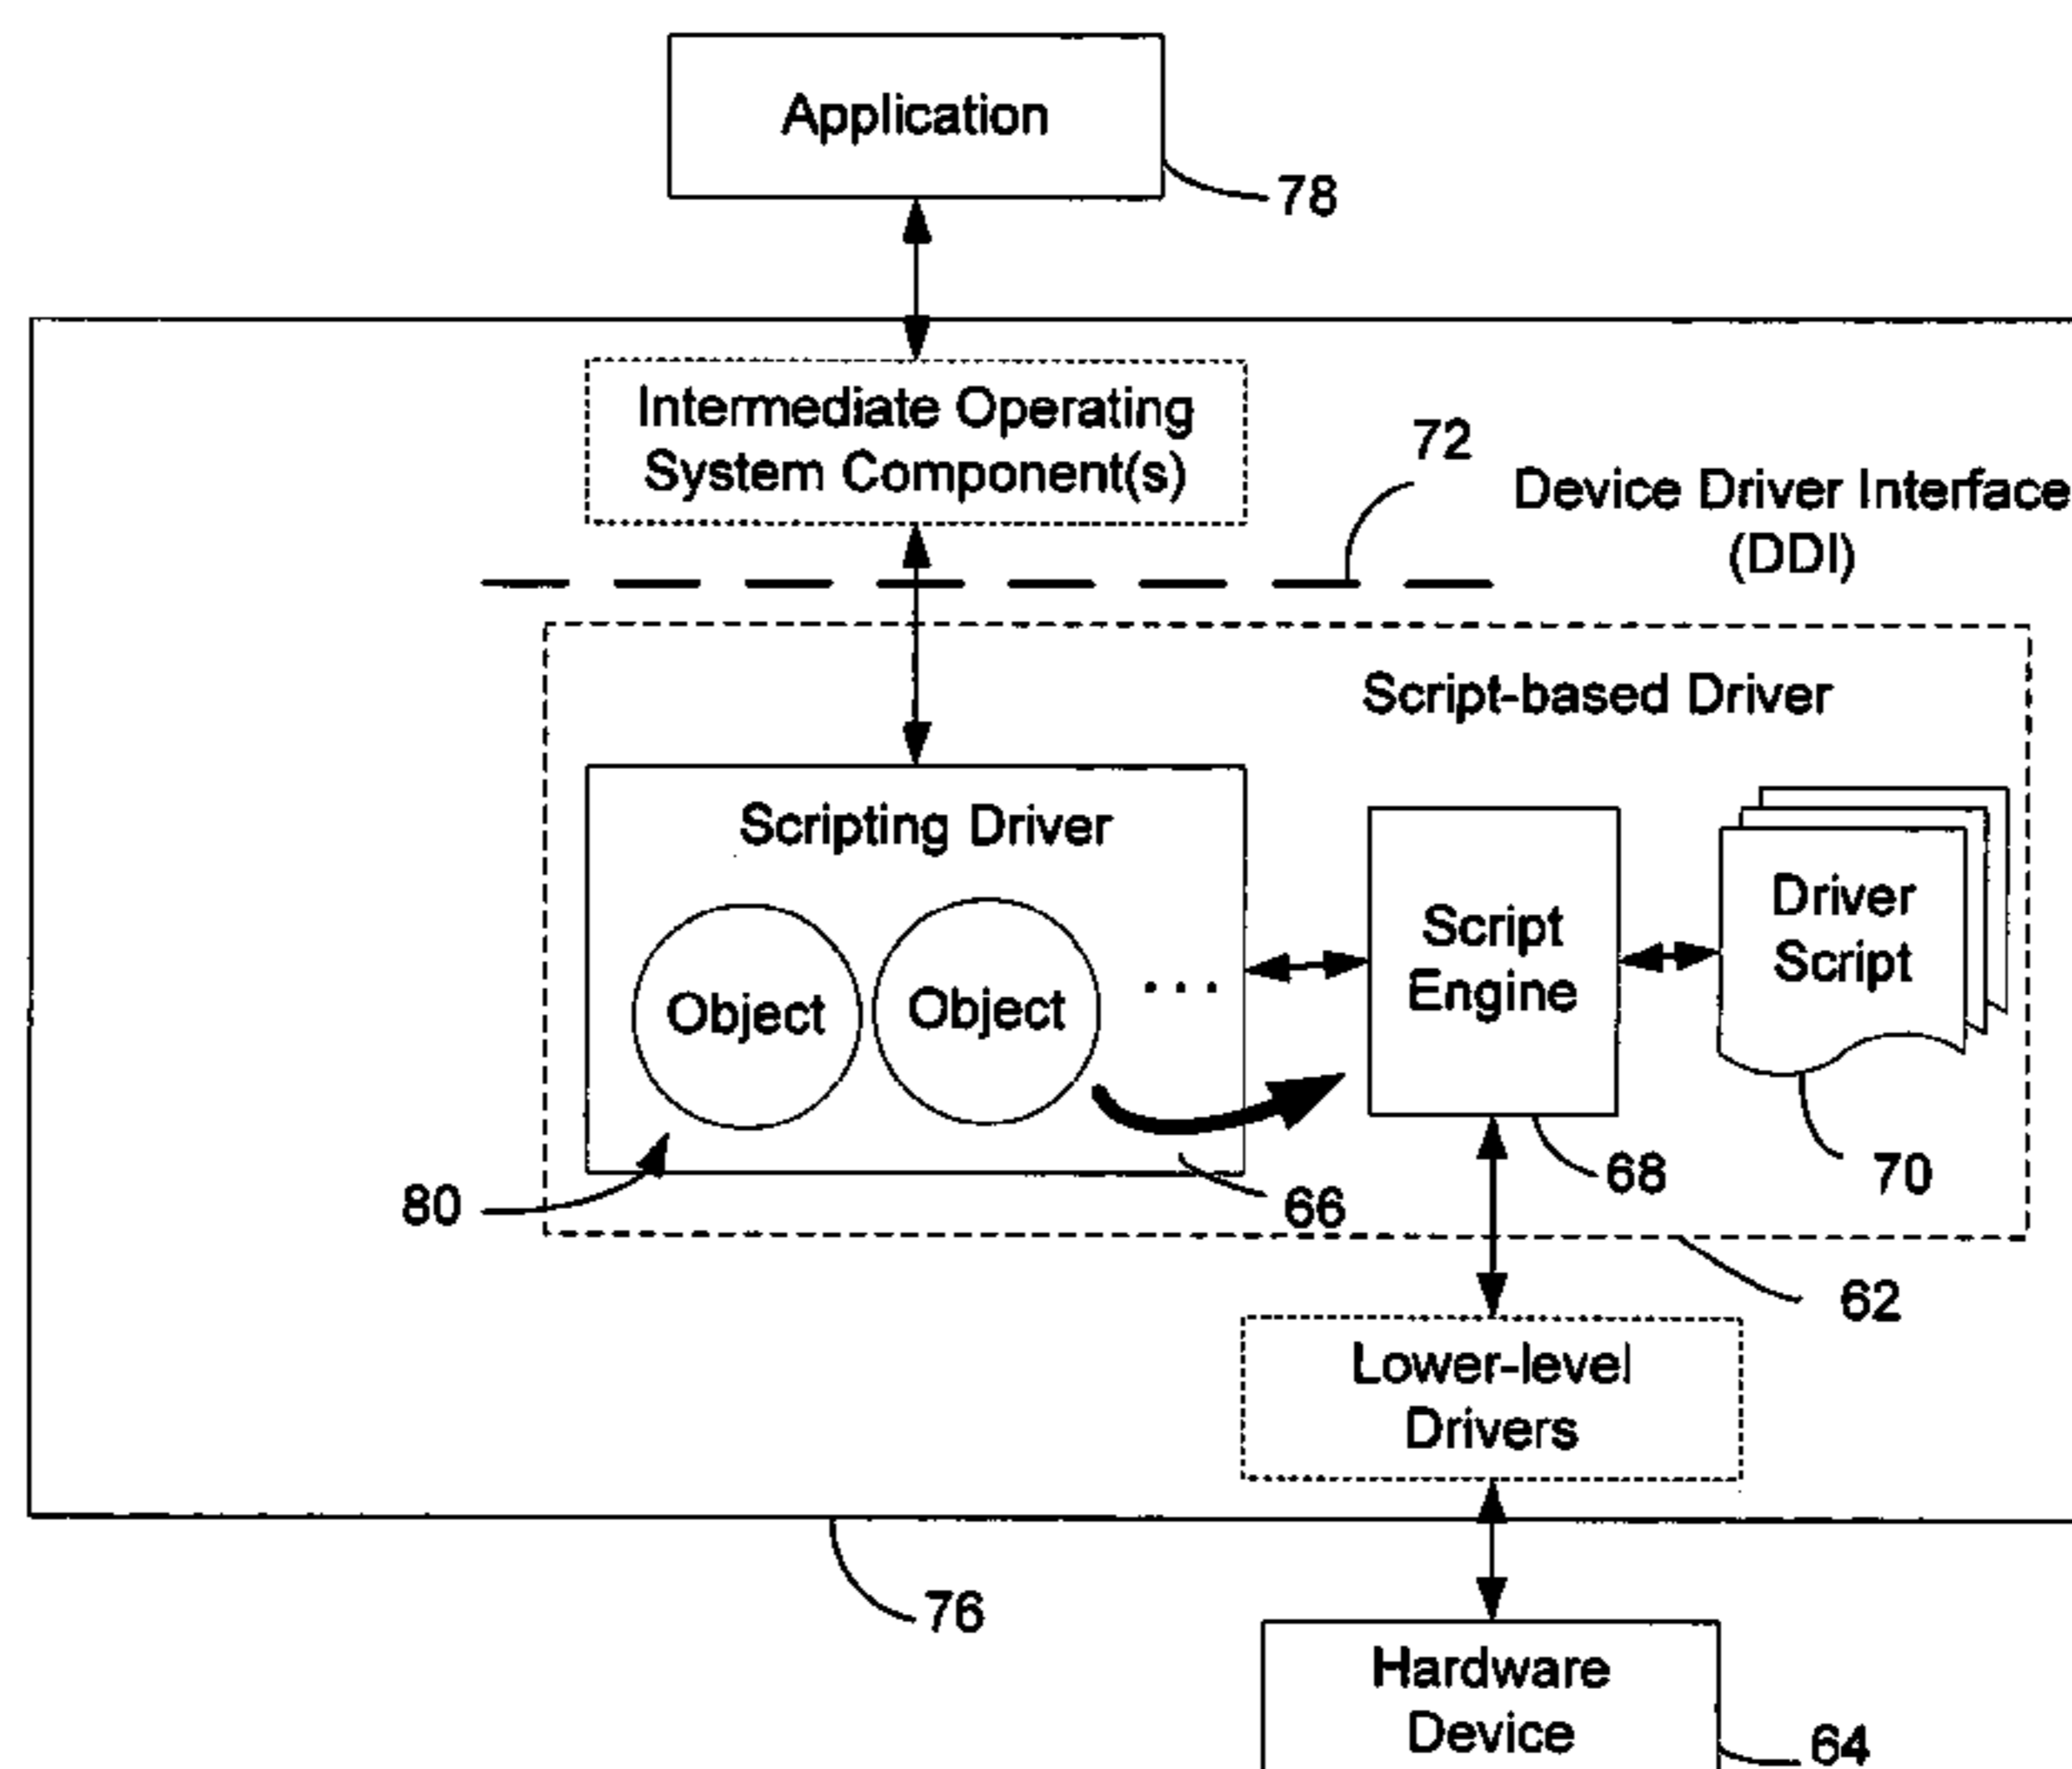 Application
78
Intermediate Operating
System Component(s)
72
Device Driver Interface
(DDI)
Script-based Driver
Scripting Driver
Object
Object
...
Script
Engine
Driver
Script
80
66
68
70
62
Lower-level
Drivers
76
Hardware
Device
64